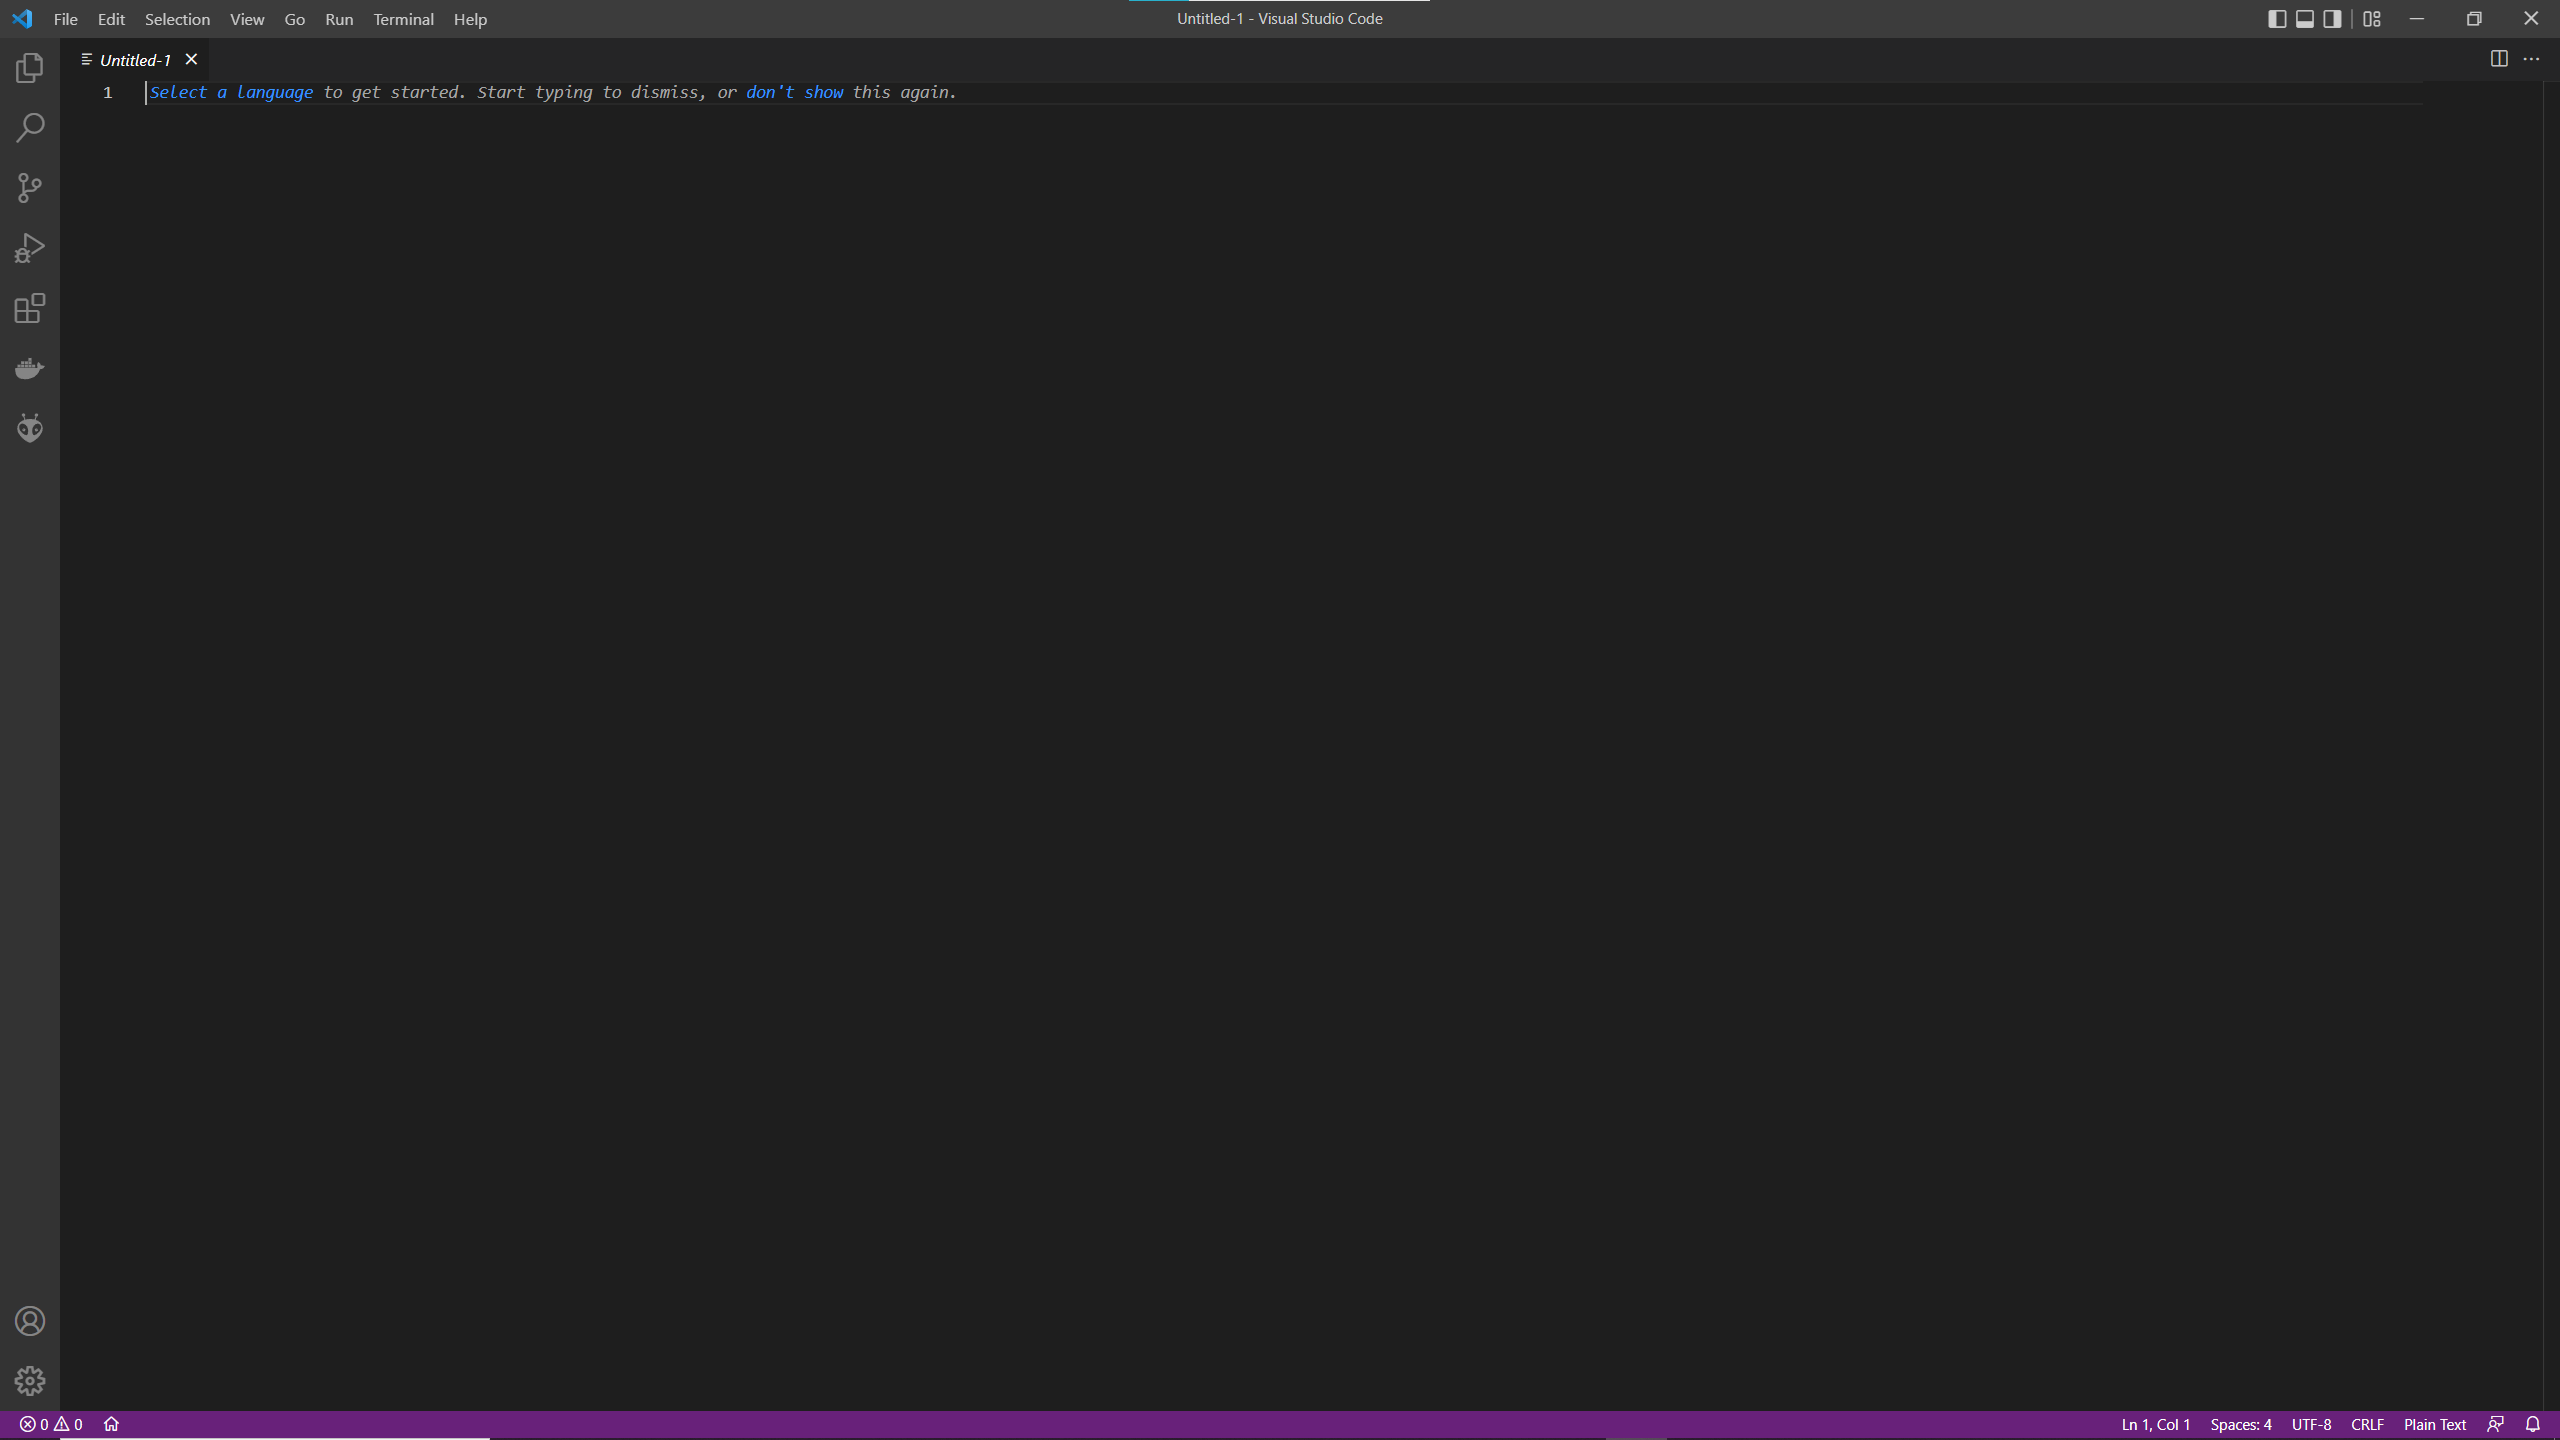 File Edit Selection View Go Run Terminal Help
Untitled-1 - Visual Studio Code
Untitled-1
1 Select a language to get started. Start typing to dismiss, or don't show this again.
0 0
Ln 1, Col 1 Spaces: 4 UTF-8 CRLF Plain Text